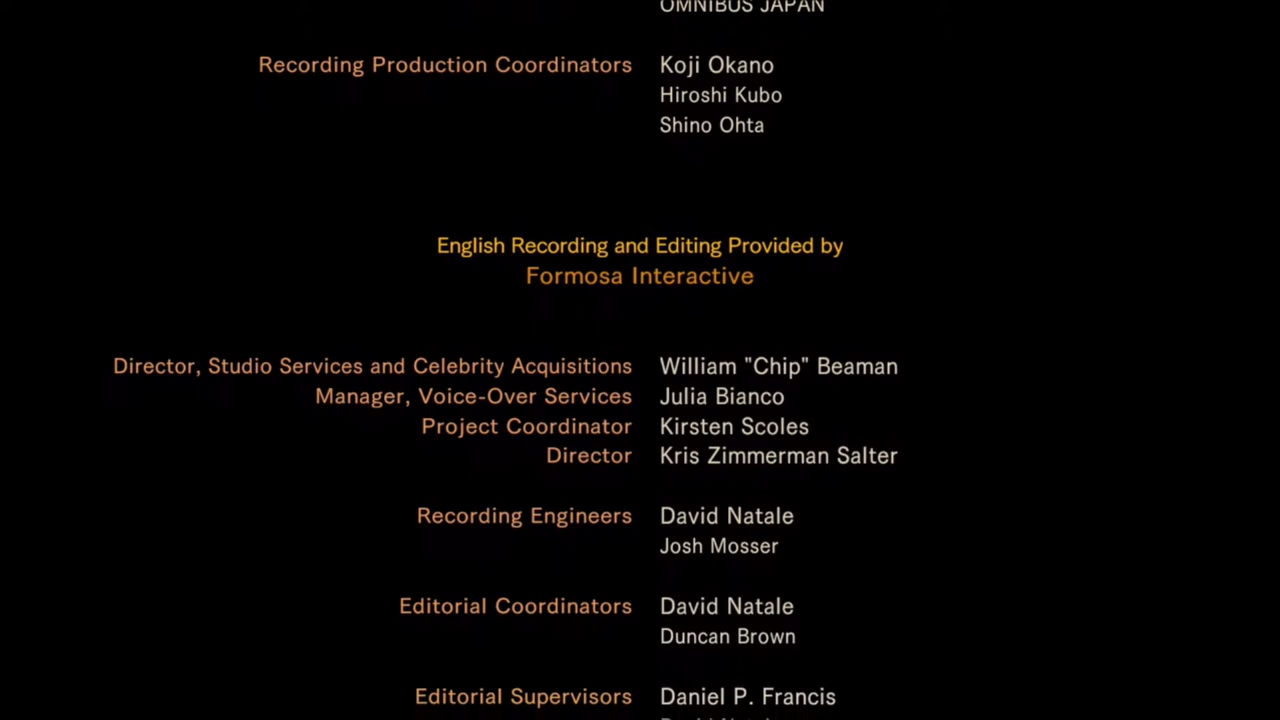 OMNIBUS JAPAN
Recording Production Coordinators Koji Okano
Hiroshi Kubo
Shino Ohta
English Recording and Editing Provided by
Formosa Interactive
Director, Studio Services and Celebrity Acquisitions William "Chip" Beaman
Manager, Voice-Over Services Julia Bianco
Project Coordinator Kirsten Scoles
Director Kris Zimmerman Salter
Recording Engineers David Natale
Josh Mosser
Editorial Coordinators David Natale
Duncan Brown
Editorial Supervisors Daniel P. Francis